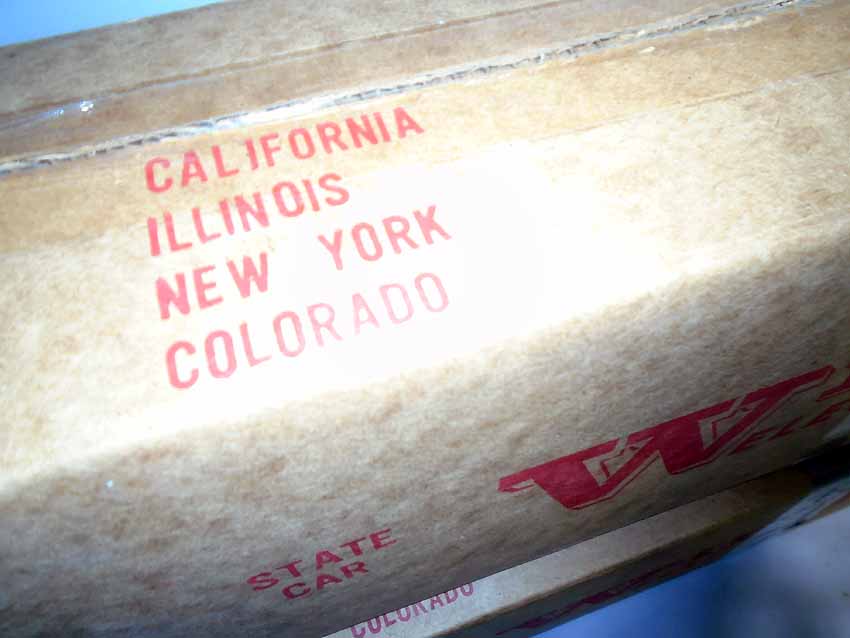 CALIFORNIA
ILLINOIS
NEW YORK
COLORADO
W
STATE
CAR
COLORADO